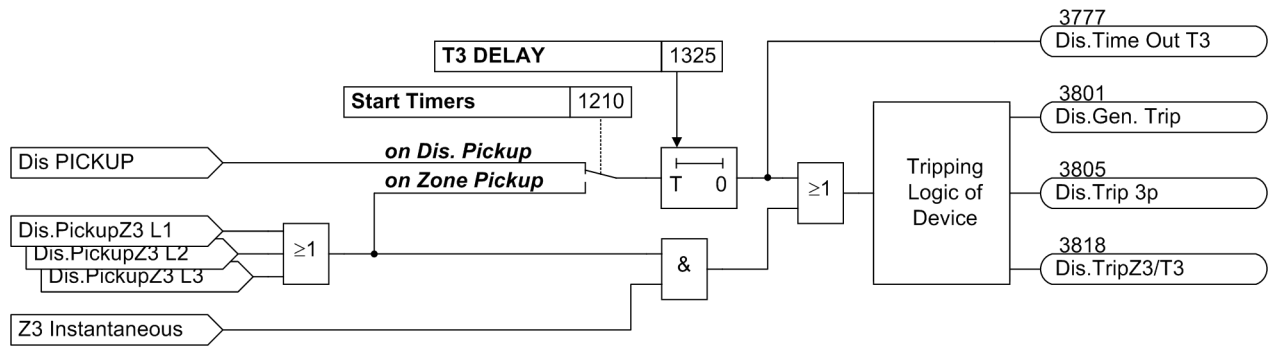 3777
Dis.Time Out T3
T3 DELAY 1325
Start Timers 1210
3801
Dis.Gen. Trip
on Dis. Pickup
Dis PICKUP
on Zone Pickup
T 0
≥1
Tripping
Logic of
Device
3805
Dis.Trip 3p
Dis.PickupZ3 L1
Dis.PickupZ3 L2
Dis.PickupZ3 L3
≥1
&
3818
Dis.TripZ3/T3
Z3 Instantaneous